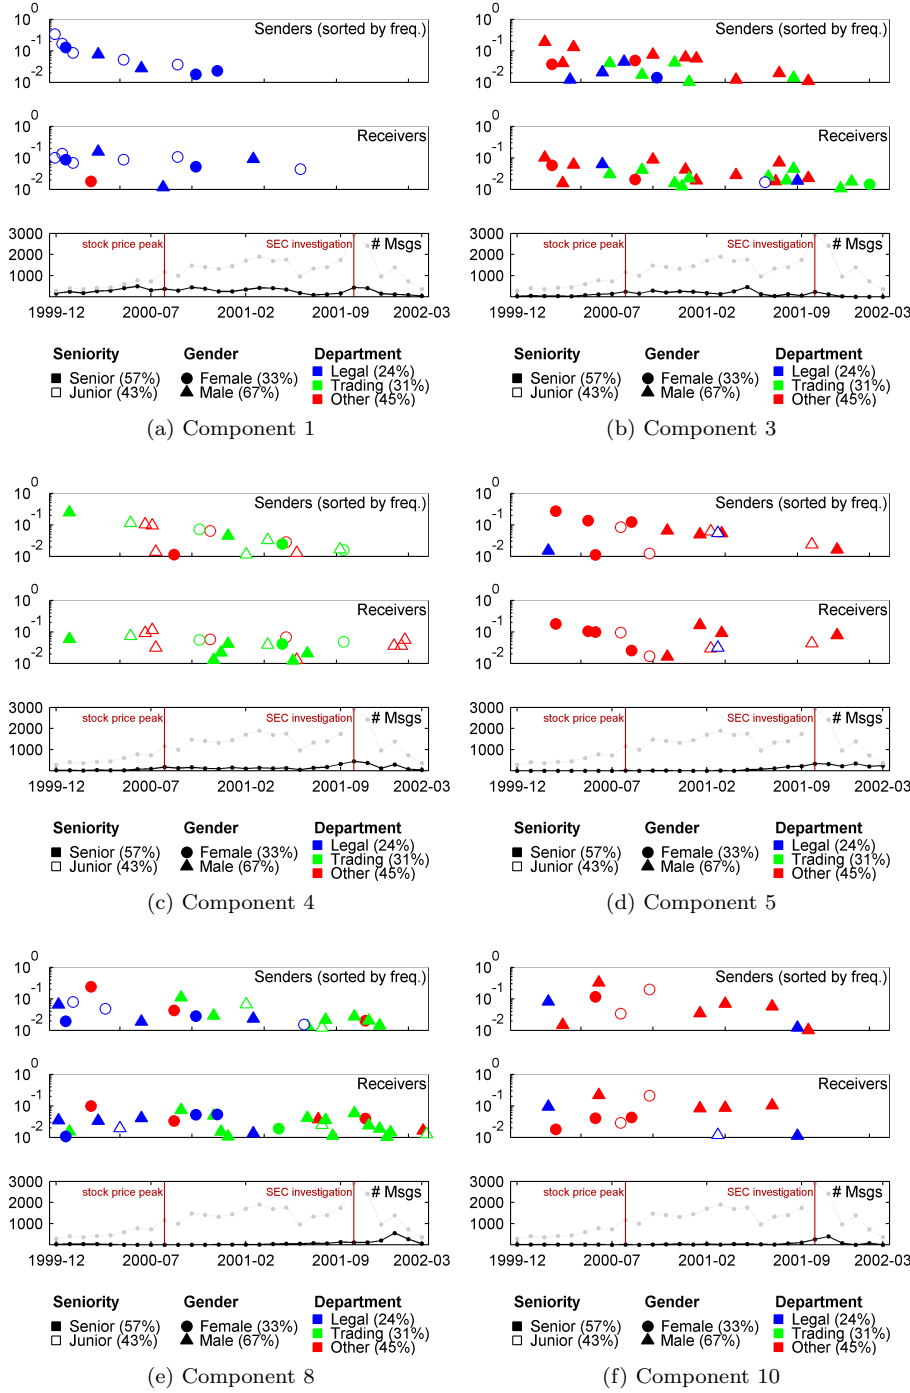 10^0
Senders (sorted by freq.)
10^-1
10^-2
10^0
Receivers
10^-1
10^-2
3000
2000
1000
stock price peak
SEC investigation
# Msgs
1999-12 2000-07 2001-02 2001-09 2002-03
Seniority Gender Department
Senior (57%) Female (33%) Legal (24%)
Junior (43%) Male (67%) Trading (31%)
Other (45%)
(a) Component 1
10^0
Senders (sorted by freq.)
10^-1
10^-2
10^0
Receivers
10^-1
10^-2
3000
2000
1000
stock price peak
SEC investigation
# Msgs
1999-12 2000-07 2001-02 2001-09 2002-03
Seniority Gender Department
Senior (57%) Female (33%) Legal (24%)
Junior (43%) Male (67%) Trading (31%)
Other (45%)
(b) Component 3
10^0
Senders (sorted by freq.)
10^-1
10^-2
10^0
Receivers
10^-1
10^-2
3000
2000
1000
stock price peak
SEC investigation
# Msgs
1999-12 2000-07 2001-02 2001-09 2002-03
Seniority Gender Department
Senior (57%) Female (33%) Legal (24%)
Junior (43%) Male (67%) Trading (31%)
Other (45%)
(c) Component 4
10^0
Senders (sorted by freq.)
10^-1
10^-2
10^0
Receivers
10^-1
10^-2
3000
2000
1000
stock price peak
SEC investigation
# Msgs
1999-12 2000-07 2001-02 2001-09 2002-03
Seniority Gender Department
Senior (57%) Female (33%) Legal (24%)
Junior (43%) Male (67%) Trading (31%)
Other (45%)
(d) Component 5
10^0
Senders (sorted by freq.)
10^-1
10^-2
10^0
Receivers
10^-1
10^-2
3000
2000
1000
stock price peak
SEC investigation
# Msgs
1999-12 2000-07 2001-02 2001-09 2002-03
Seniority Gender Department
Senior (57%) Female (33%) Legal (24%)
Junior (43%) Male (67%) Trading (31%)
Other (45%)
(e) Component 8
10^0
Senders (sorted by freq.)
10^-1
10^-2
10^0
Receivers
10^-1
10^-2
3000
2000
1000
stock price peak
SEC investigation
# Msgs
1999-12 2000-07 2001-02 2001-09 2002-03
Seniority Gender Department
Senior (57%) Female (33%) Legal (24%)
Junior (43%) Male (67%) Trading (31%)
Other (45%)
(f) Component 10